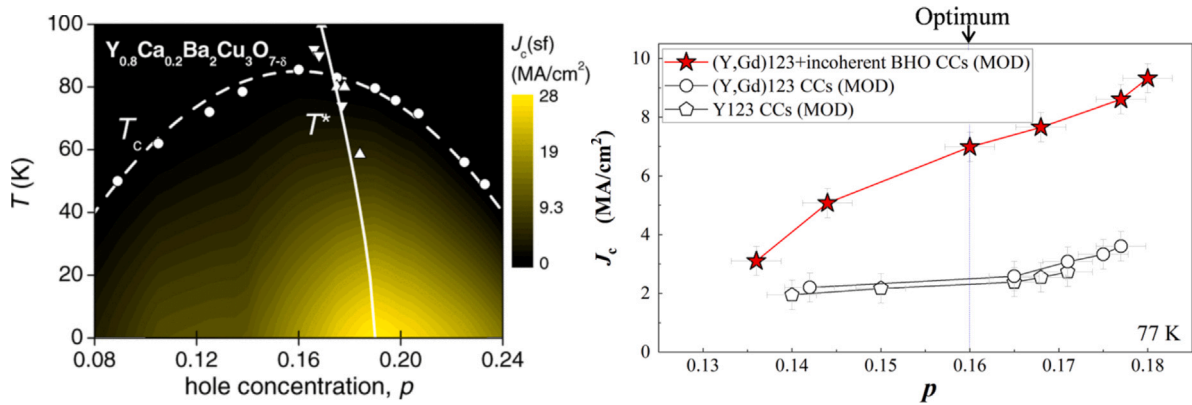 Y0.8Ca0.2Ba2Cu3O7-δ
Jc(sf)
(MA/cm²)
28
19
9.3
0
Tc
T*
100
80
60
40
20
0
T (K)
0.08
0.12
0.16
0.20
0.24
hole concentration, p
Optimum
(Y,Gd)123+incoherent BHO CCs (MOD)
(Y,Gd)123 CCs (MOD)
Y123 CCs (MOD)
10
8
6
4
2
0
Jc (MA/cm²)
77 K
0.13
0.14
0.15
0.16
0.17
0.18
p